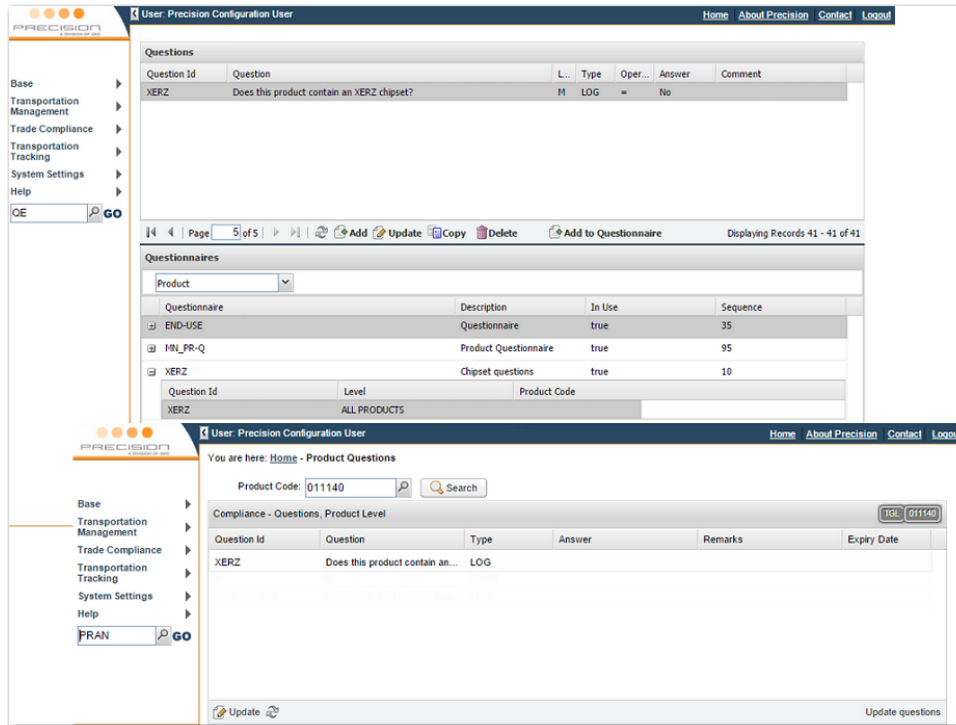 PRECISION
A DIVISION OF QAD
User: Precision Configuration User
Home About Precision Contact Logout
Base
Transportation Management
Trade Compliance
Transportation Tracking
System Settings
Help
QE GO
Questions
Question Id Question L... Type Oper... Answer Comment
XERZ Does this product contain an XERZ chipset? M LOG = No
Page 5 of 5 Add Update Copy Delete Add to Questionnaire Displaying Records 41 - 41 of 41
Questionnaires
Product
Questionnaire Description In Use Sequence
END-USE Questionnaire true 35
MN_PR-Q Product Questionnaire true 95
XERZ Chipset questions true 10
Question Id Level Product Code
XERZ ALL PRODUCTS
PRECISION
A DIVISION OF QAD
User: Precision Configuration User
Home About Precision Contact Logou
Base
Transportation Management
Trade Compliance
Transportation Tracking
System Settings
Help
PRAN GO
You are here: Home - Product Questions
Product Code: 011140 Search
Compliance - Questions, Product Level TGL 011140
Question Id Question Type Answer Remarks Expiry Date
XERZ Does this product contain an... LOG
Update Update questions